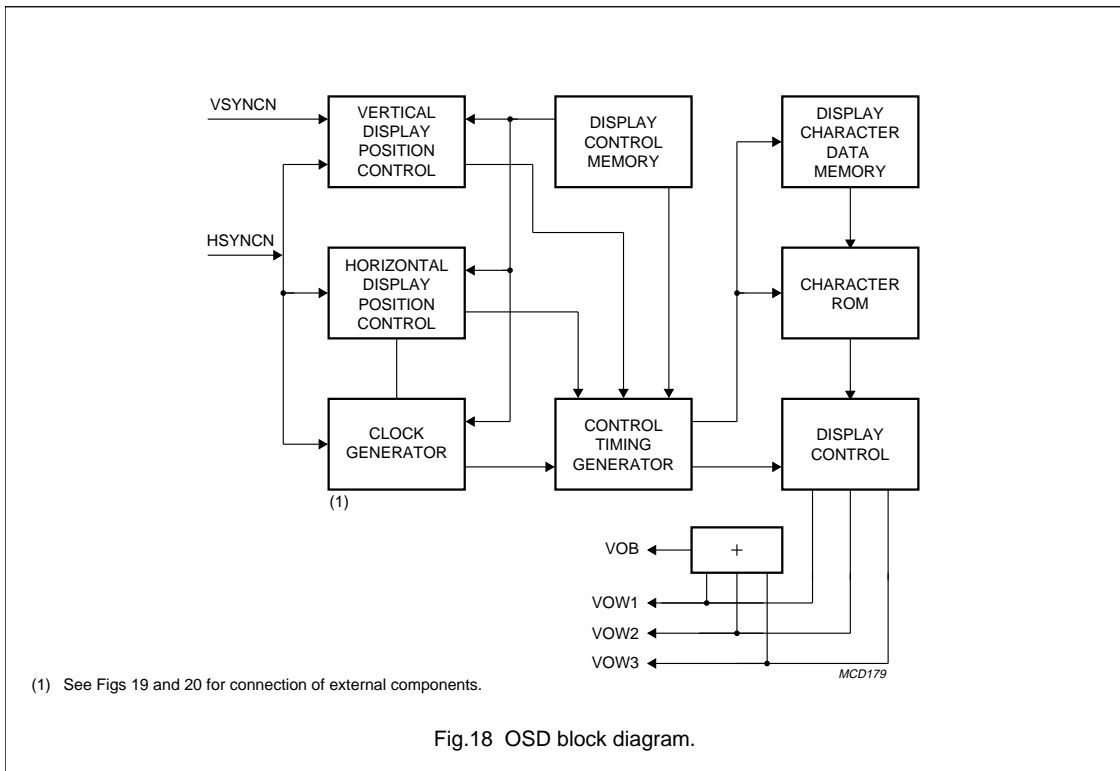 VSYNCN
VERTICAL
DISPLAY
POSITION
CONTROL
DISPLAY
CONTROL
MEMORY
DISPLAY
CHARACTER
DATA
MEMORY
HSYNCN
HORIZONTAL
DISPLAY
POSITION
CONTROL
CHARACTER
ROM
CLOCK
GENERATOR
(1)
CONTROL
TIMING
GENERATOR
DISPLAY
CONTROL
VOB
+
VOW1
VOW2
VOW3
MCD179
(1) See Figs 19 and 20 for connection of external components.
Fig.18 OSD block diagram.